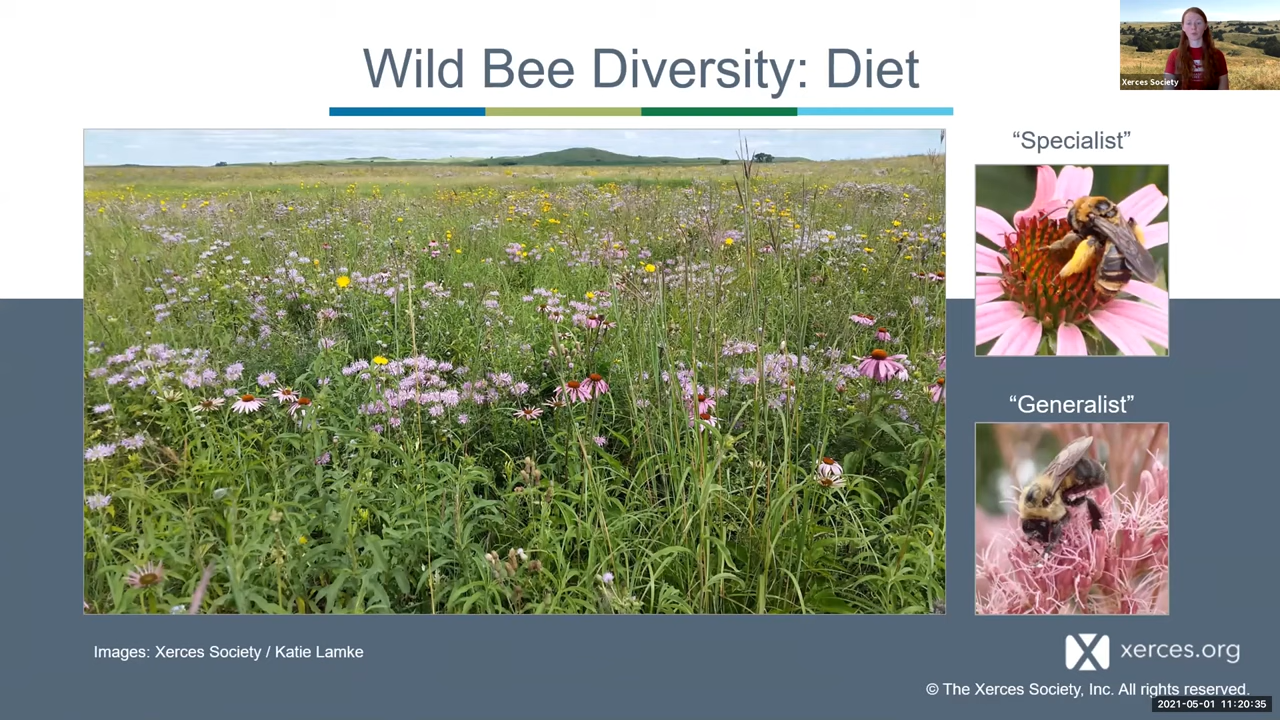 Wild Bee Diversity: Diet
Xerces Society
“Specialist”
“Generalist”
Images: Xerces Society / Katie Lamke
xerces.org
© The Xerces Society, Inc. All rights reserved.
2021-05-01 11:20:35